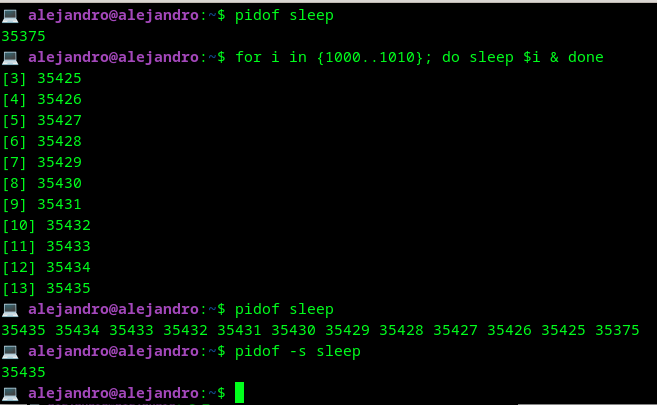 💻 alejandro@alejandro:~$ pidof sleep
35375
💻 alejandro@alejandro:~$ for i in {1000..1010}; do sleep $i & done
[3] 35425
[4] 35426
[5] 35427
[6] 35428
[7] 35429
[8] 35430
[9] 35431
[10] 35432
[11] 35433
[12] 35434
[13] 35435
💻 alejandro@alejandro:~$ pidof sleep
35435 35434 35433 35432 35431 35430 35429 35428 35427 35426 35425 35375
💻 alejandro@alejandro:~$ pidof -s sleep
35435
💻 alejandro@alejandro:~$